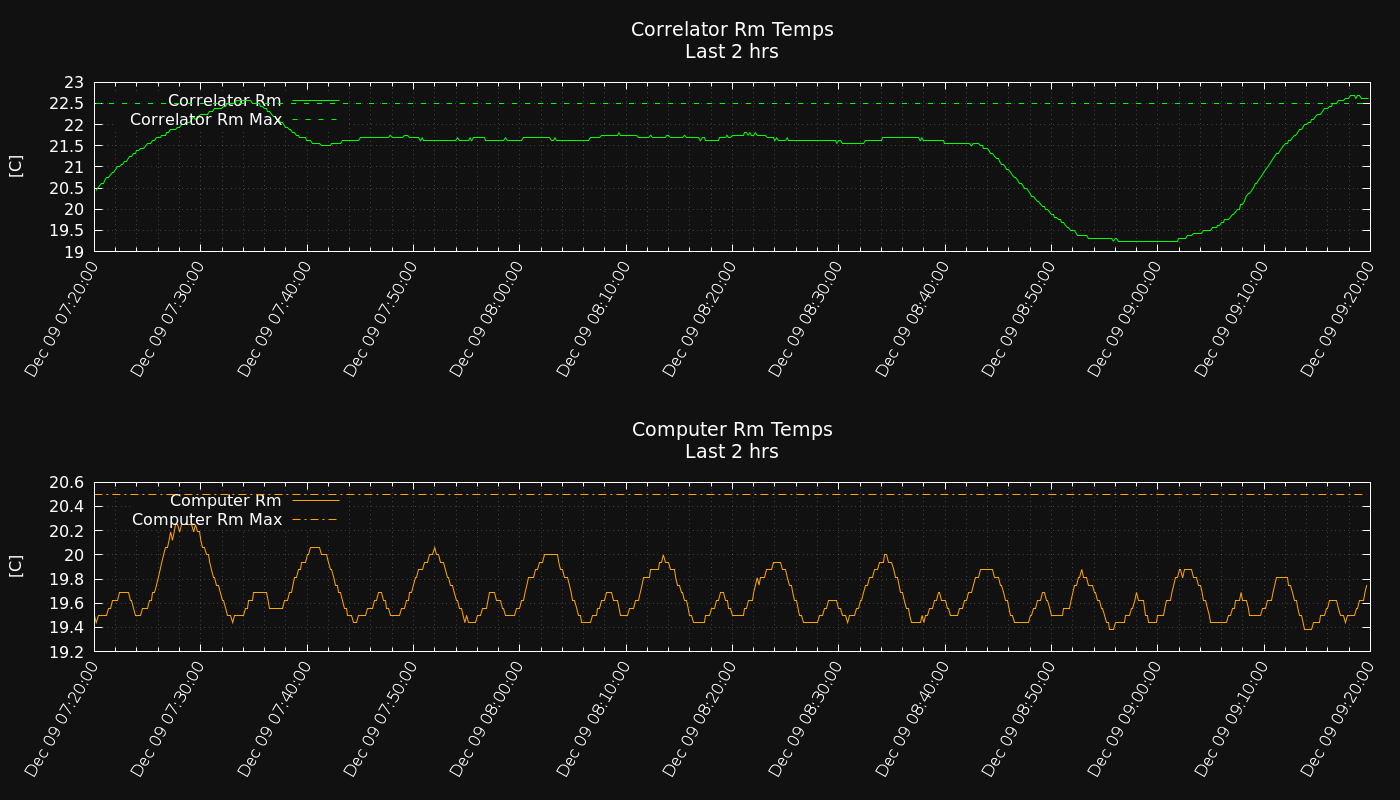 Correlator Rm Temps
Last 2 hrs
23
22.5
22
21.5
21
20.5
20
19.5
19
[C]
Correlator Rm
Correlator Rm Max
Dec 09 07:20:00
Dec 09 07:30:00
Dec 09 07:40:00
Dec 09 07:50:00
Dec 09 08:00:00
Dec 09 08:10:00
Dec 09 08:20:00
Dec 09 08:30:00
Dec 09 08:40:00
Dec 09 08:50:00
Dec 09 09:00:00
Dec 09 09:10:00
Dec 09 09:20:00
Computer Rm Temps
Last 2 hrs
20.6
20.4
20.2
20
19.8
19.6
19.4
19.2
[C]
Computer Rm
Computer Rm Max
Dec 09 07:20:00
Dec 09 07:30:00
Dec 09 07:40:00
Dec 09 07:50:00
Dec 09 08:00:00
Dec 09 08:10:00
Dec 09 08:20:00
Dec 09 08:30:00
Dec 09 08:40:00
Dec 09 08:50:00
Dec 09 09:00:00
Dec 09 09:10:00
Dec 09 09:20:00